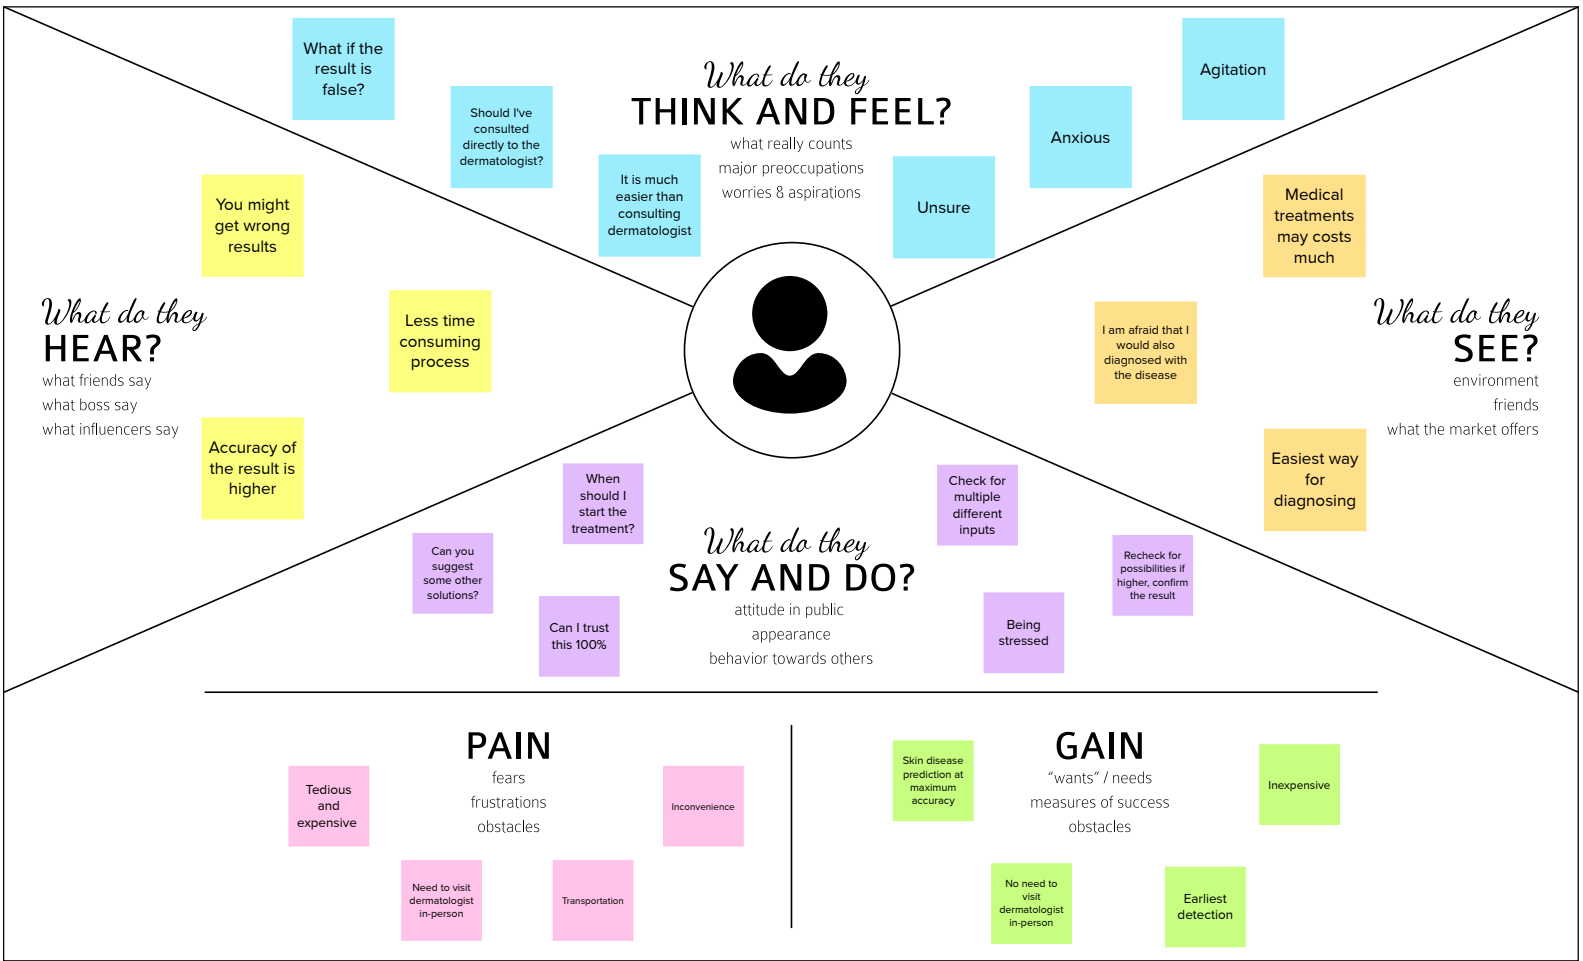 What if the
result is
false?
Should I've
consulted
directly to the
dermatologist?
It is much
easier than
consulting
dermatologist
What do they
THINK AND FEEL?
what really counts
major preoccupations
worries & aspirations
Unsure
Anxious
Agitation
You might
get wrong
results
Less time
consuming
process
What do they
HEAR?
what friends say
what boss say
what influencers say
Accuracy of
the result is
higher
Medical
treatments
may costs
much
I am afraid that I
would also
diagnosed with
the disease
What do they
SEE?
environment
friends
what the market offers
Easiest way
for
diagnosing
When
should I
start the
treatment?
Can you
suggest
some other
solutions?
Can I trust
this 100%
What do they
SAY AND DO?
attitude in public
appearance
behavior towards others
Check for
multiple
different
inputs
Recheck for
possibilities if
higher, confirm
the result
Being
stressed
PAIN
fears
frustrations
obstacles
Tedious
and
expensive
Need to visit
dermatologist
in-person
Transportation
Inconvenience
GAIN
"wants" / needs
measures of success
obstacles
Skin disease
prediction at
maximum
accuracy
No need to
visit
dermatologist
in-person
Earliest
detection
Inexpensive